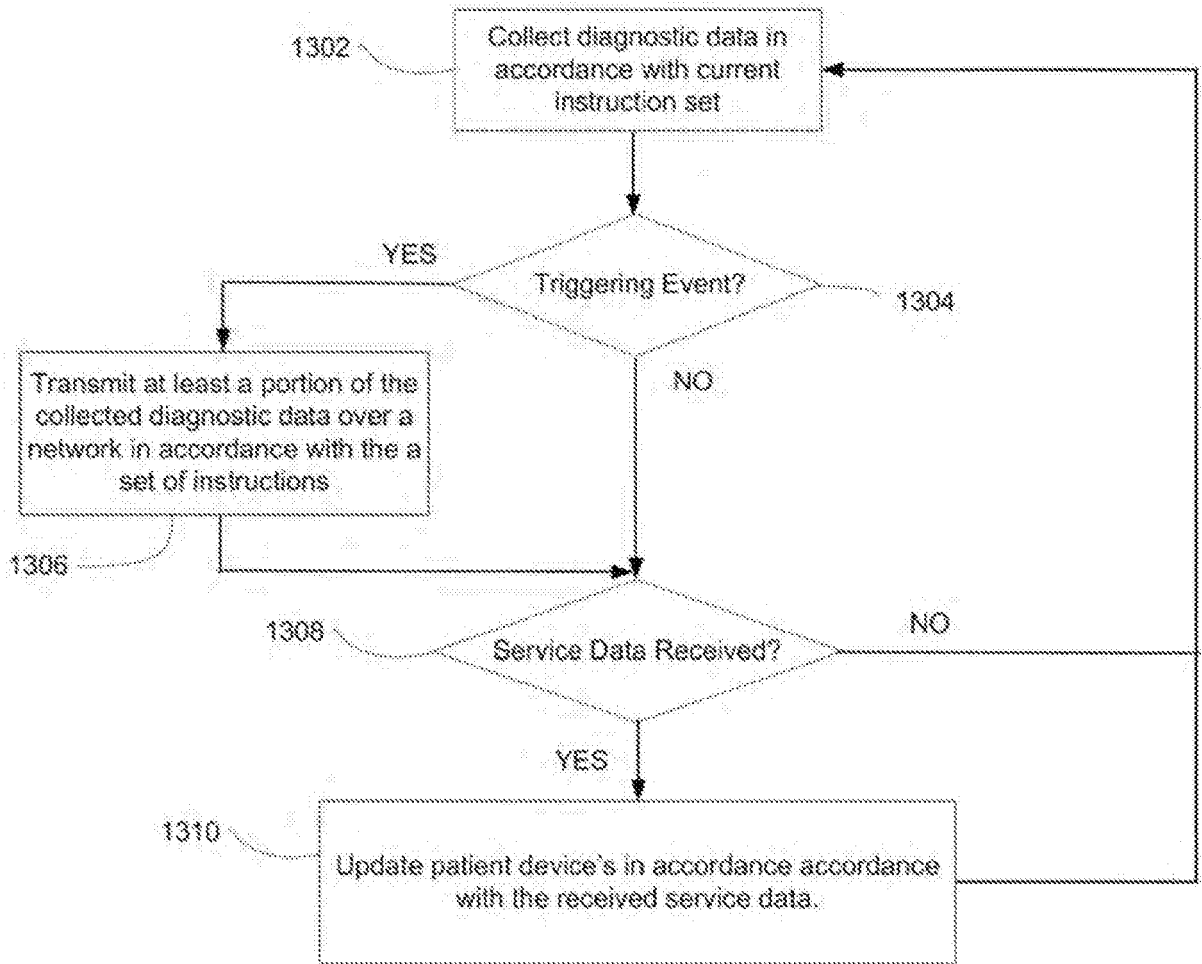 1302
Collect diagnostic data in
accordance with current
instruction set
YES
Triggering Event?
1304
NO
Transmit at least a portion of the
collected diagnostic data over a
network in accordance with the a
set of instructions
1306
1308
Service Data Received?
NO
YES
1310
Update patient device's in accordance accordance
with the received service data.